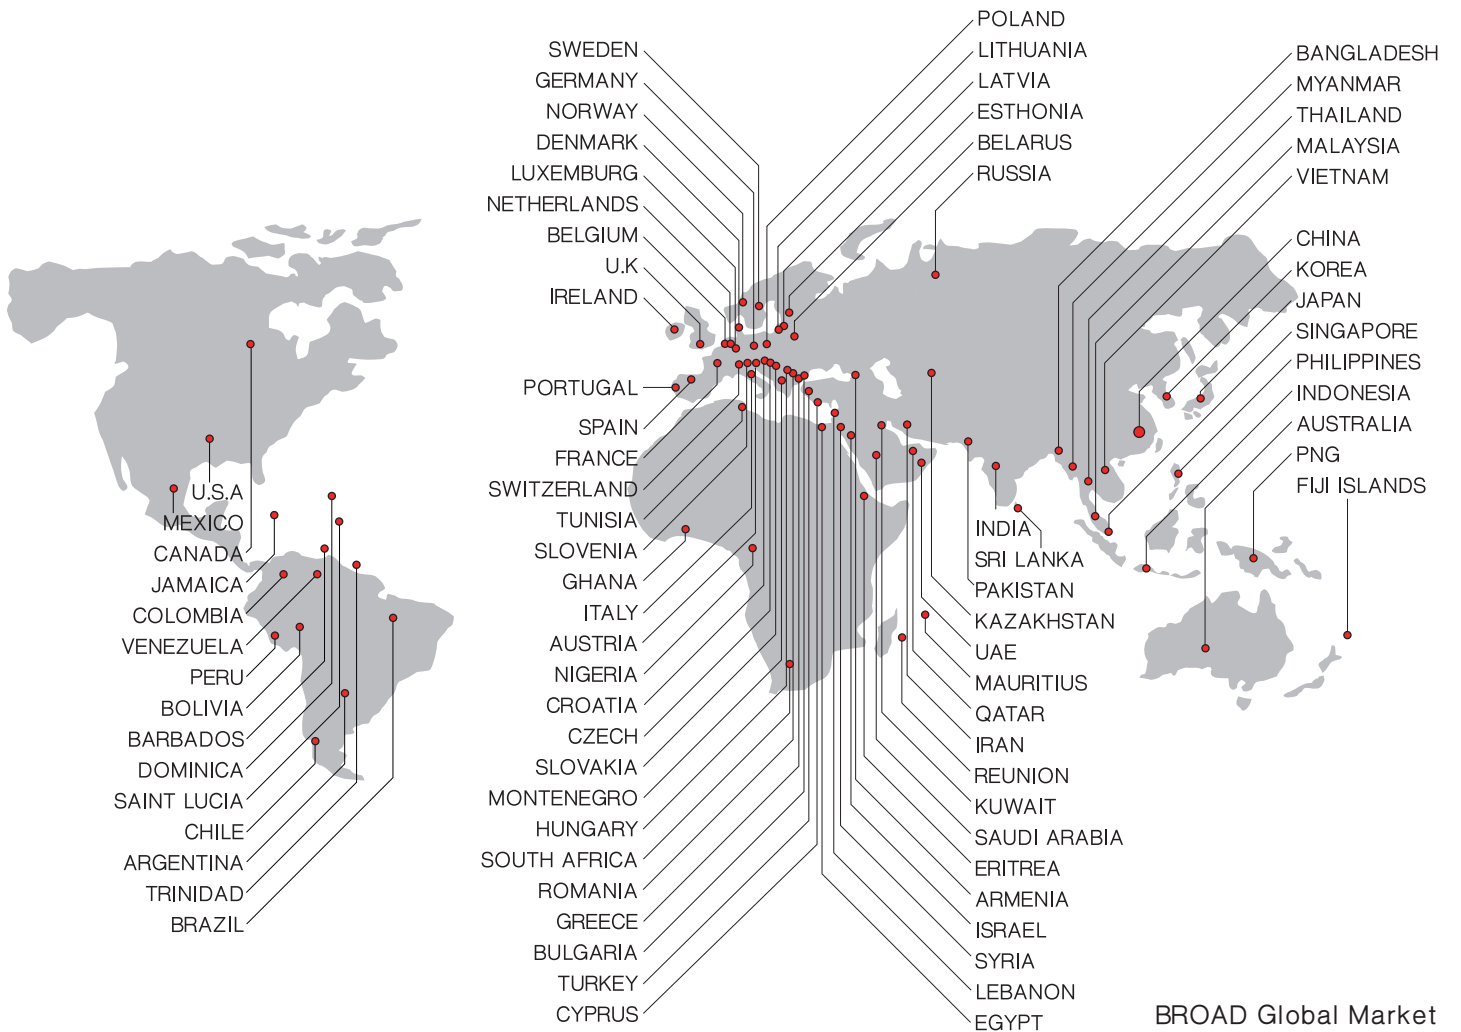 SWEDEN
GERMANY
NORWAY
DENMARK
LUXEMBURG
NETHERLANDS
BELGIUM
U.K
IRELAND
POLAND
LITHUANIA
LATVIA
ESTHONIA
BELARUS
RUSSIA
BANGLADESH
MYANMAR
THAILAND
MALAYSIA
VIETNAM
CHINA
KOREA
JAPAN
SINGAPORE
PHILIPPINES
INDONESIA
AUSTRALIA
PNG
FIJI ISLANDS
U.S.A
MEXICO
CANADA
JAMAICA
COLOMBIA
VENEZUELA
PERU
BOLIVIA
BARBADOS
DOMINICA
SAINT LUCIA
CHILE
ARGENTINA
TRINIDAD
BRAZIL
PORTUGAL
SPAIN
FRANCE
SWITZERLAND
TUNISIA
SLOVENIA
GHANA
ITALY
AUSTRIA
NIGERIA
CROATIA
CZECH
SLOVAKIA
MONTENEGRO
HUNGARY
SOUTH AFRICA
ROMANIA
GREECE
BULGARIA
TURKEY
CYPRUS
INDIA
SRI LANKA
PAKISTAN
KAZAKHSTAN
UAE
MAURITIUS
QATAR
IRAN
REUNION
KUWAIT
SAUDI ARABIA
ERITREA
ARMENIA
ISRAEL
SYRIA
LEBANON
EGYPT
BROAD Global Market